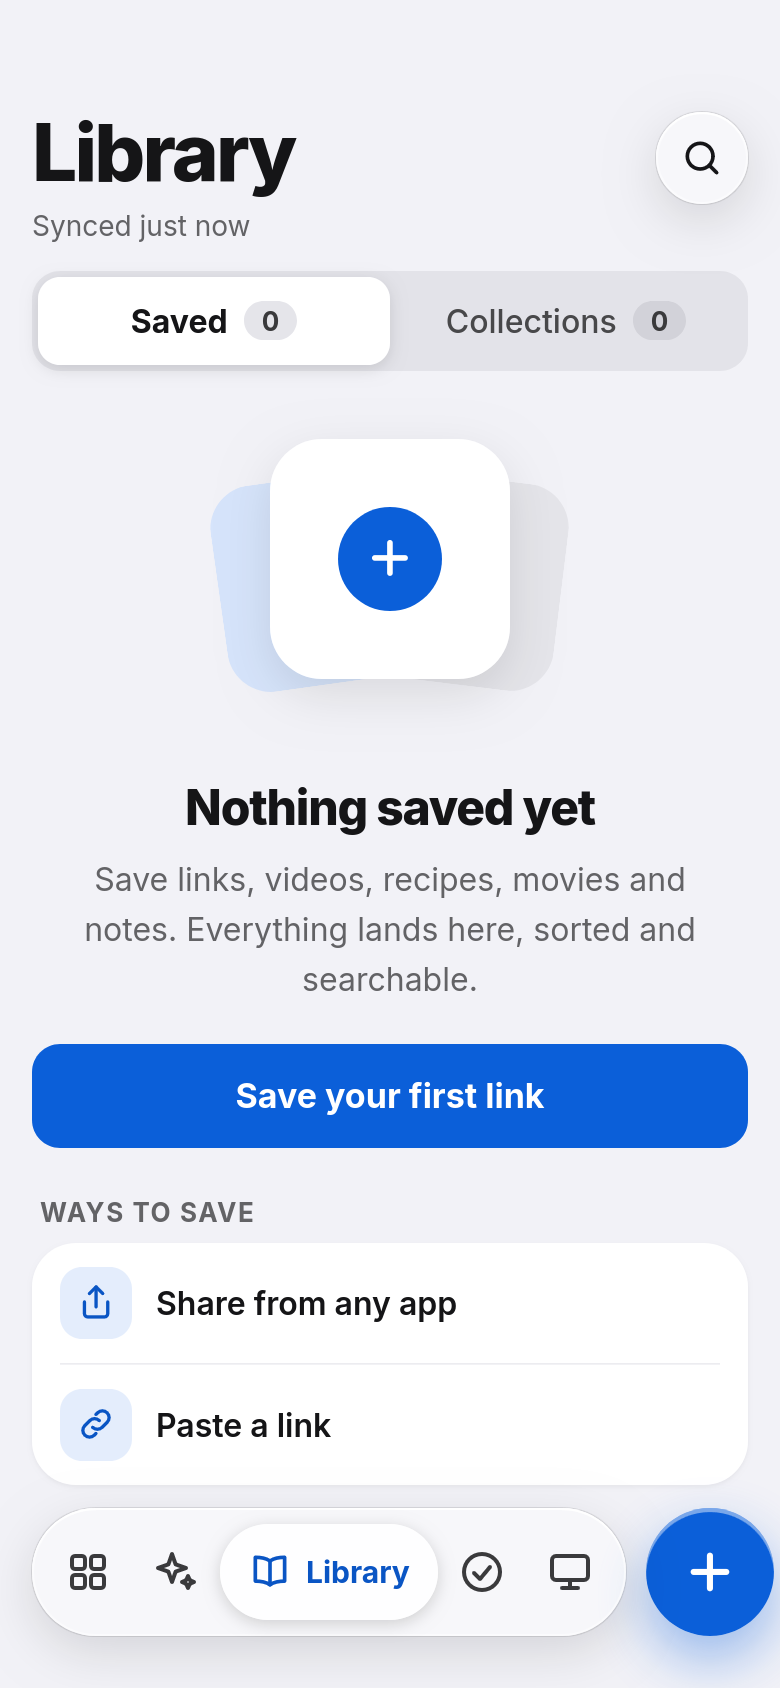 Library
Synced just now
Saved 0 Collections 0
Nothing saved yet
Save links, videos, recipes, movies and
notes. Everything lands here, sorted and
searchable.
Save your first link
WAYS TO SAVE
Share from any app
Paste a link
Library